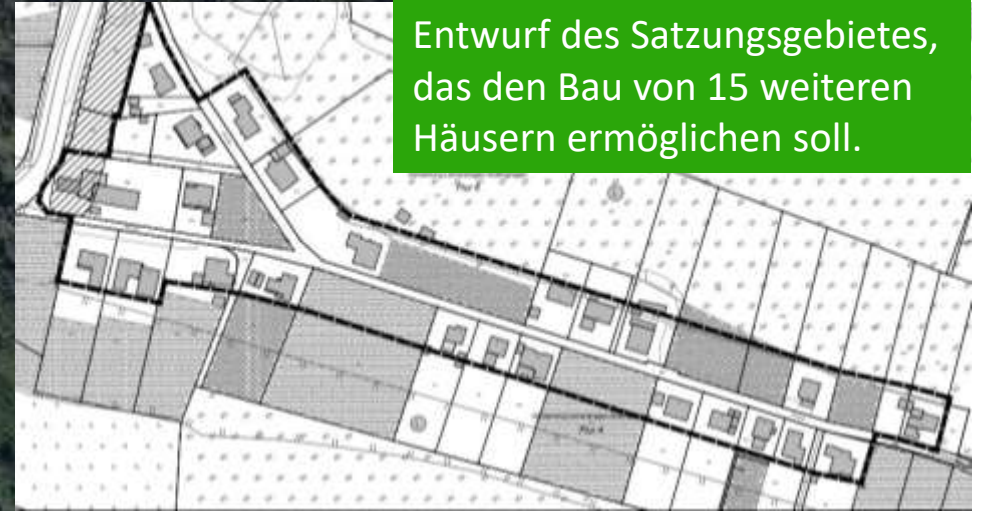 Entwurf des Satzungsgebietes,
das den Bau von 15 weiteren
Häusern ermöglichen soll.